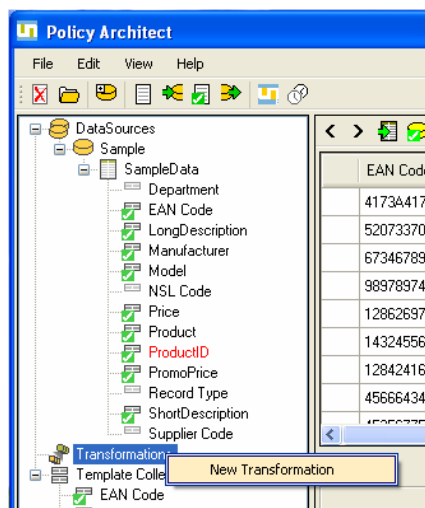 Policy Architect
File Edit View Help
DataSources
Sample
SampleData
Department
EAN Code
LongDescription
Manufacturer
Model
NSL Code
Price
Product
ProductID
PromoPrice
Record Type
ShortDescription
Supplier Code
Transformation
New Transformation
Template Colle
EAN Code
EAN Cod
4173A417
52073370
67346789
98978974
12862697
14324556
12842416
45666434